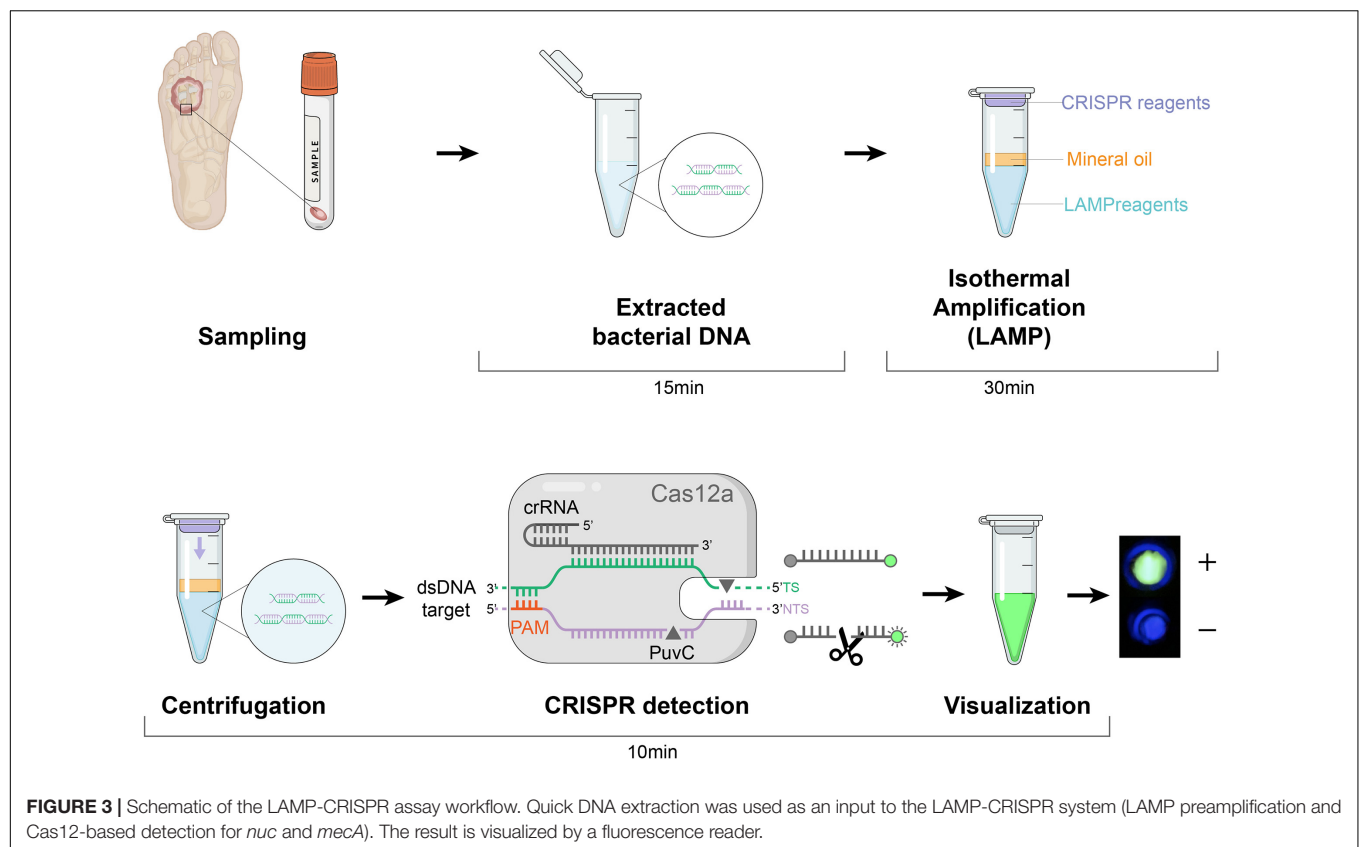 SAMPLE
CRISPR reagents
Mineral oil
LAMPreagents
Sampling
Extracted
bacterial DNA
Isothermal
Amplification
(LAMP)
15min
30min
Cas12a
crRNA
5’
3’
dsDNA
target
3’
5’
5’TS
3’NTS
PAM
PuvC
+
–
Centrifugation
CRISPR detection
Visualization
10min
FIGURE 3 | Schematic of the LAMP-CRISPR assay workflow. Quick DNA extraction was used as an input to the LAMP-CRISPR system (LAMP preamplification and
Cas12-based detection for nuc and mecA). The result is visualized by a fluorescence reader.